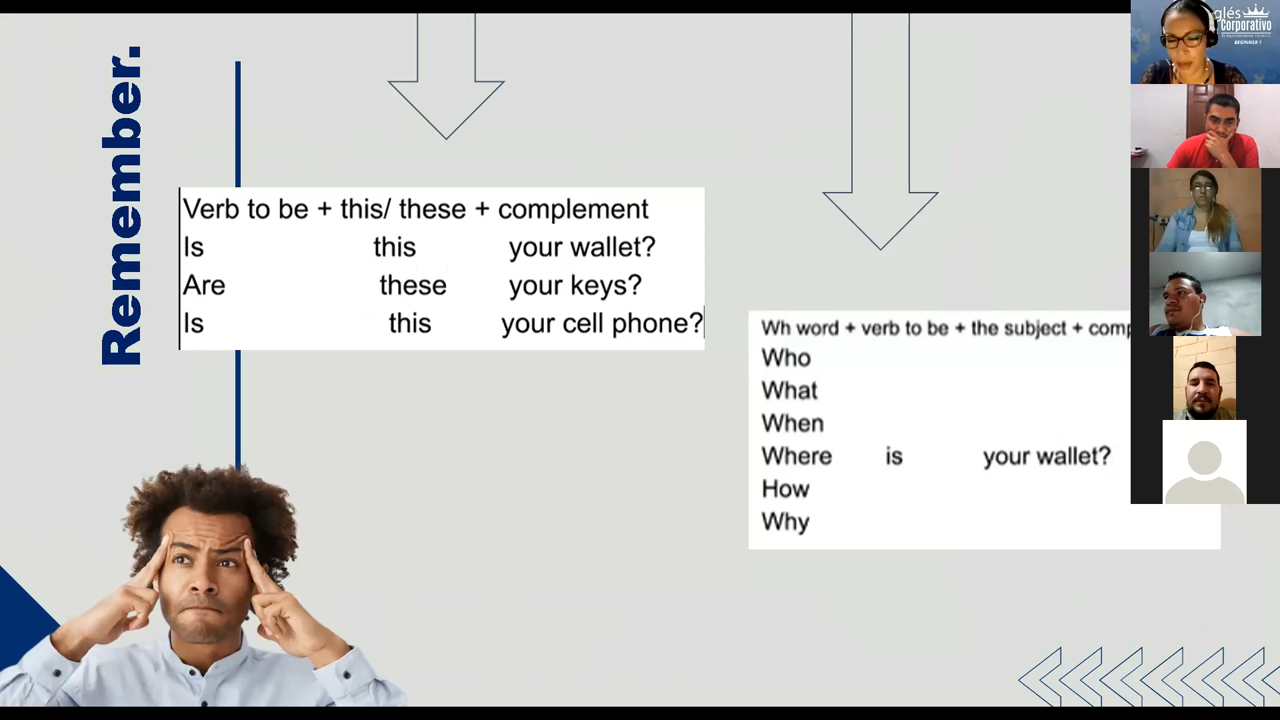 Remember.
Verb to be + this/ these + complement
Is this your wallet?
Are these your keys?
Is this your cell phone?
Wh word + verb to be + the subject + comp
Who
What
When
Where is your wallet?
How
Why
glés
Corporativo
BEGINNER 1